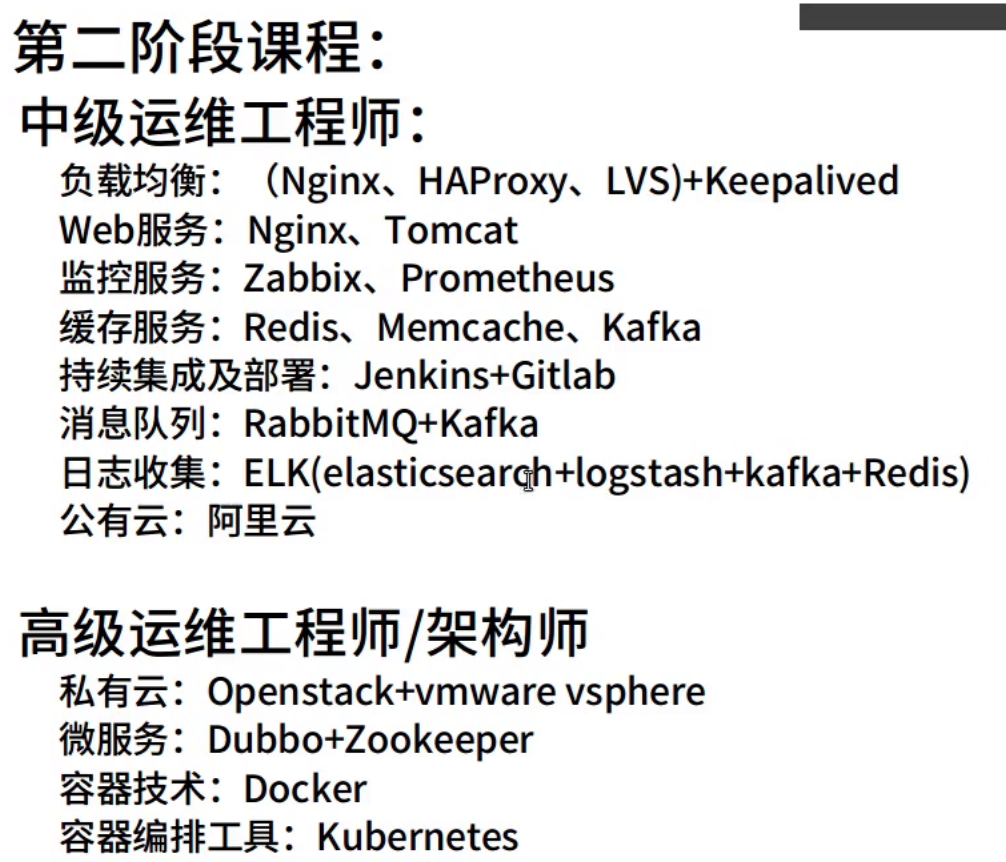 第二阶段课程：
中级运维工程师：
负载均衡：（Nginx、HAProxy、LVS)+Keepalived
Web服务：Nginx、Tomcat
监控服务：Zabbix、Prometheus
缓存服务：Redis、Memcache、Kafka
持续集成及部署：Jenkins+Gitlab
消息队列：RabbitMQ+Kafka
日志收集：ELK(elasticsearch+logstash+kafka+Redis)
公有云：阿里云
高级运维工程师/架构师
私有云：Openstack+vmware vsphere
微服务：Dubbo+Zookeeper
容器技术：Docker
容器编排工具：Kubernetes